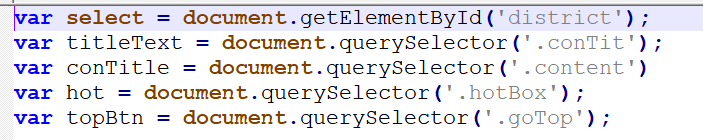 var select = document.getElementById('district');
var titleText = document.querySelector('.conTit');
var conTitle = document.querySelector('.content')
var hot = document.querySelector('.hotBox');
var topBtn = document.querySelector('.goTop');